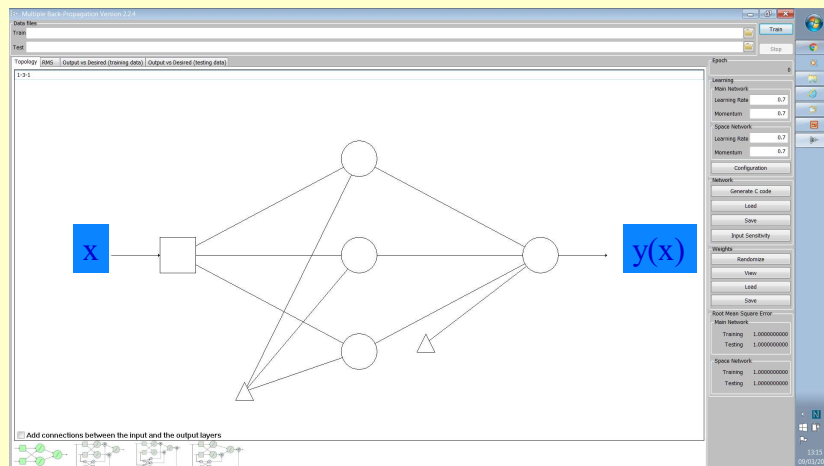 Multiple Back-Propagation Version 2.2.4
Data files
Train
Train
Test
Stop
Topology RMS Output vs Desired (training data) Output vs Desired (testing data)
1-3-1
x
y(x)
Add connections between the input and the output layers
Epoch
0
Learning
Main Network
Learning Rate 0.7
Momentum 0.7
Space Network
Learning Rate 0.7
Momentum 0.7
Configuration
Network
Generate C code
Load
Save
Input Sensitivity
Weights
Randomize
View
Load
Save
Root Mean Square Error
Main Network
Training 1.0000000000
Testing 1.0000000000
Space Network
Training 1.0000000000
Testing 1.0000000000
13:15